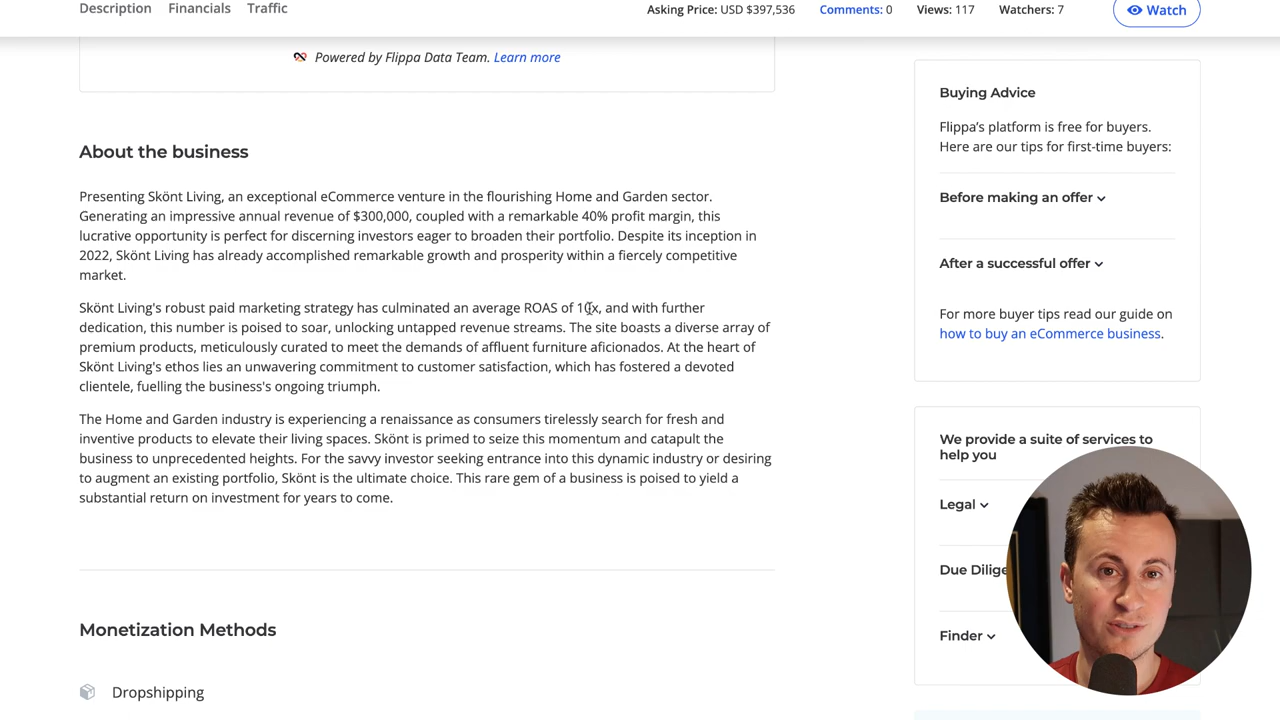 Description Financials Traffic
Asking Price: USD $397,536 Comments: 0 Views: 117 Watchers: 7 Watch
Powered by Flippa Data Team. Learn more
About the business
Presenting Skönt Living, an exceptional eCommerce venture in the flourishing Home and Garden sector.
Generating an impressive annual revenue of $300,000, coupled with a remarkable 40% profit margin, this
lucrative opportunity is perfect for discerning investors eager to broaden their portfolio. Despite its inception in
2022, Skönt Living has already accomplished remarkable growth and prosperity within a fiercely competitive
market.
Skönt Living's robust paid marketing strategy has culminated an average ROAS of 10x, and with further
dedication, this number is poised to soar, unlocking untapped revenue streams. The site boasts a diverse array of
premium products, meticulously curated to meet the demands of affluent furniture aficionados. At the heart of
Skönt Living's ethos lies an unwavering commitment to customer satisfaction, which has fostered a devoted
clientele, fuelling the business's ongoing triumph.
The Home and Garden industry is experiencing a renaissance as consumers tirelessly search for fresh and
inventive products to elevate their living spaces. Skönt is primed to seize this momentum and catapult the
business to unprecedented heights. For the savvy investor seeking entrance into this dynamic industry or desiring
to augment an existing portfolio, Skönt is the ultimate choice. This rare gem of a business is poised to yield a
substantial return on investment for years to come.
Monetization Methods
Dropshipping
Buying Advice
Flippa's platform is free for buyers.
Here are our tips for first-time buyers:
Before making an offer
After a successful offer
For more buyer tips read our guide on
how to buy an eCommerce business.
We provide a suite of services to
help you
Legal
Due Dilige
Finder